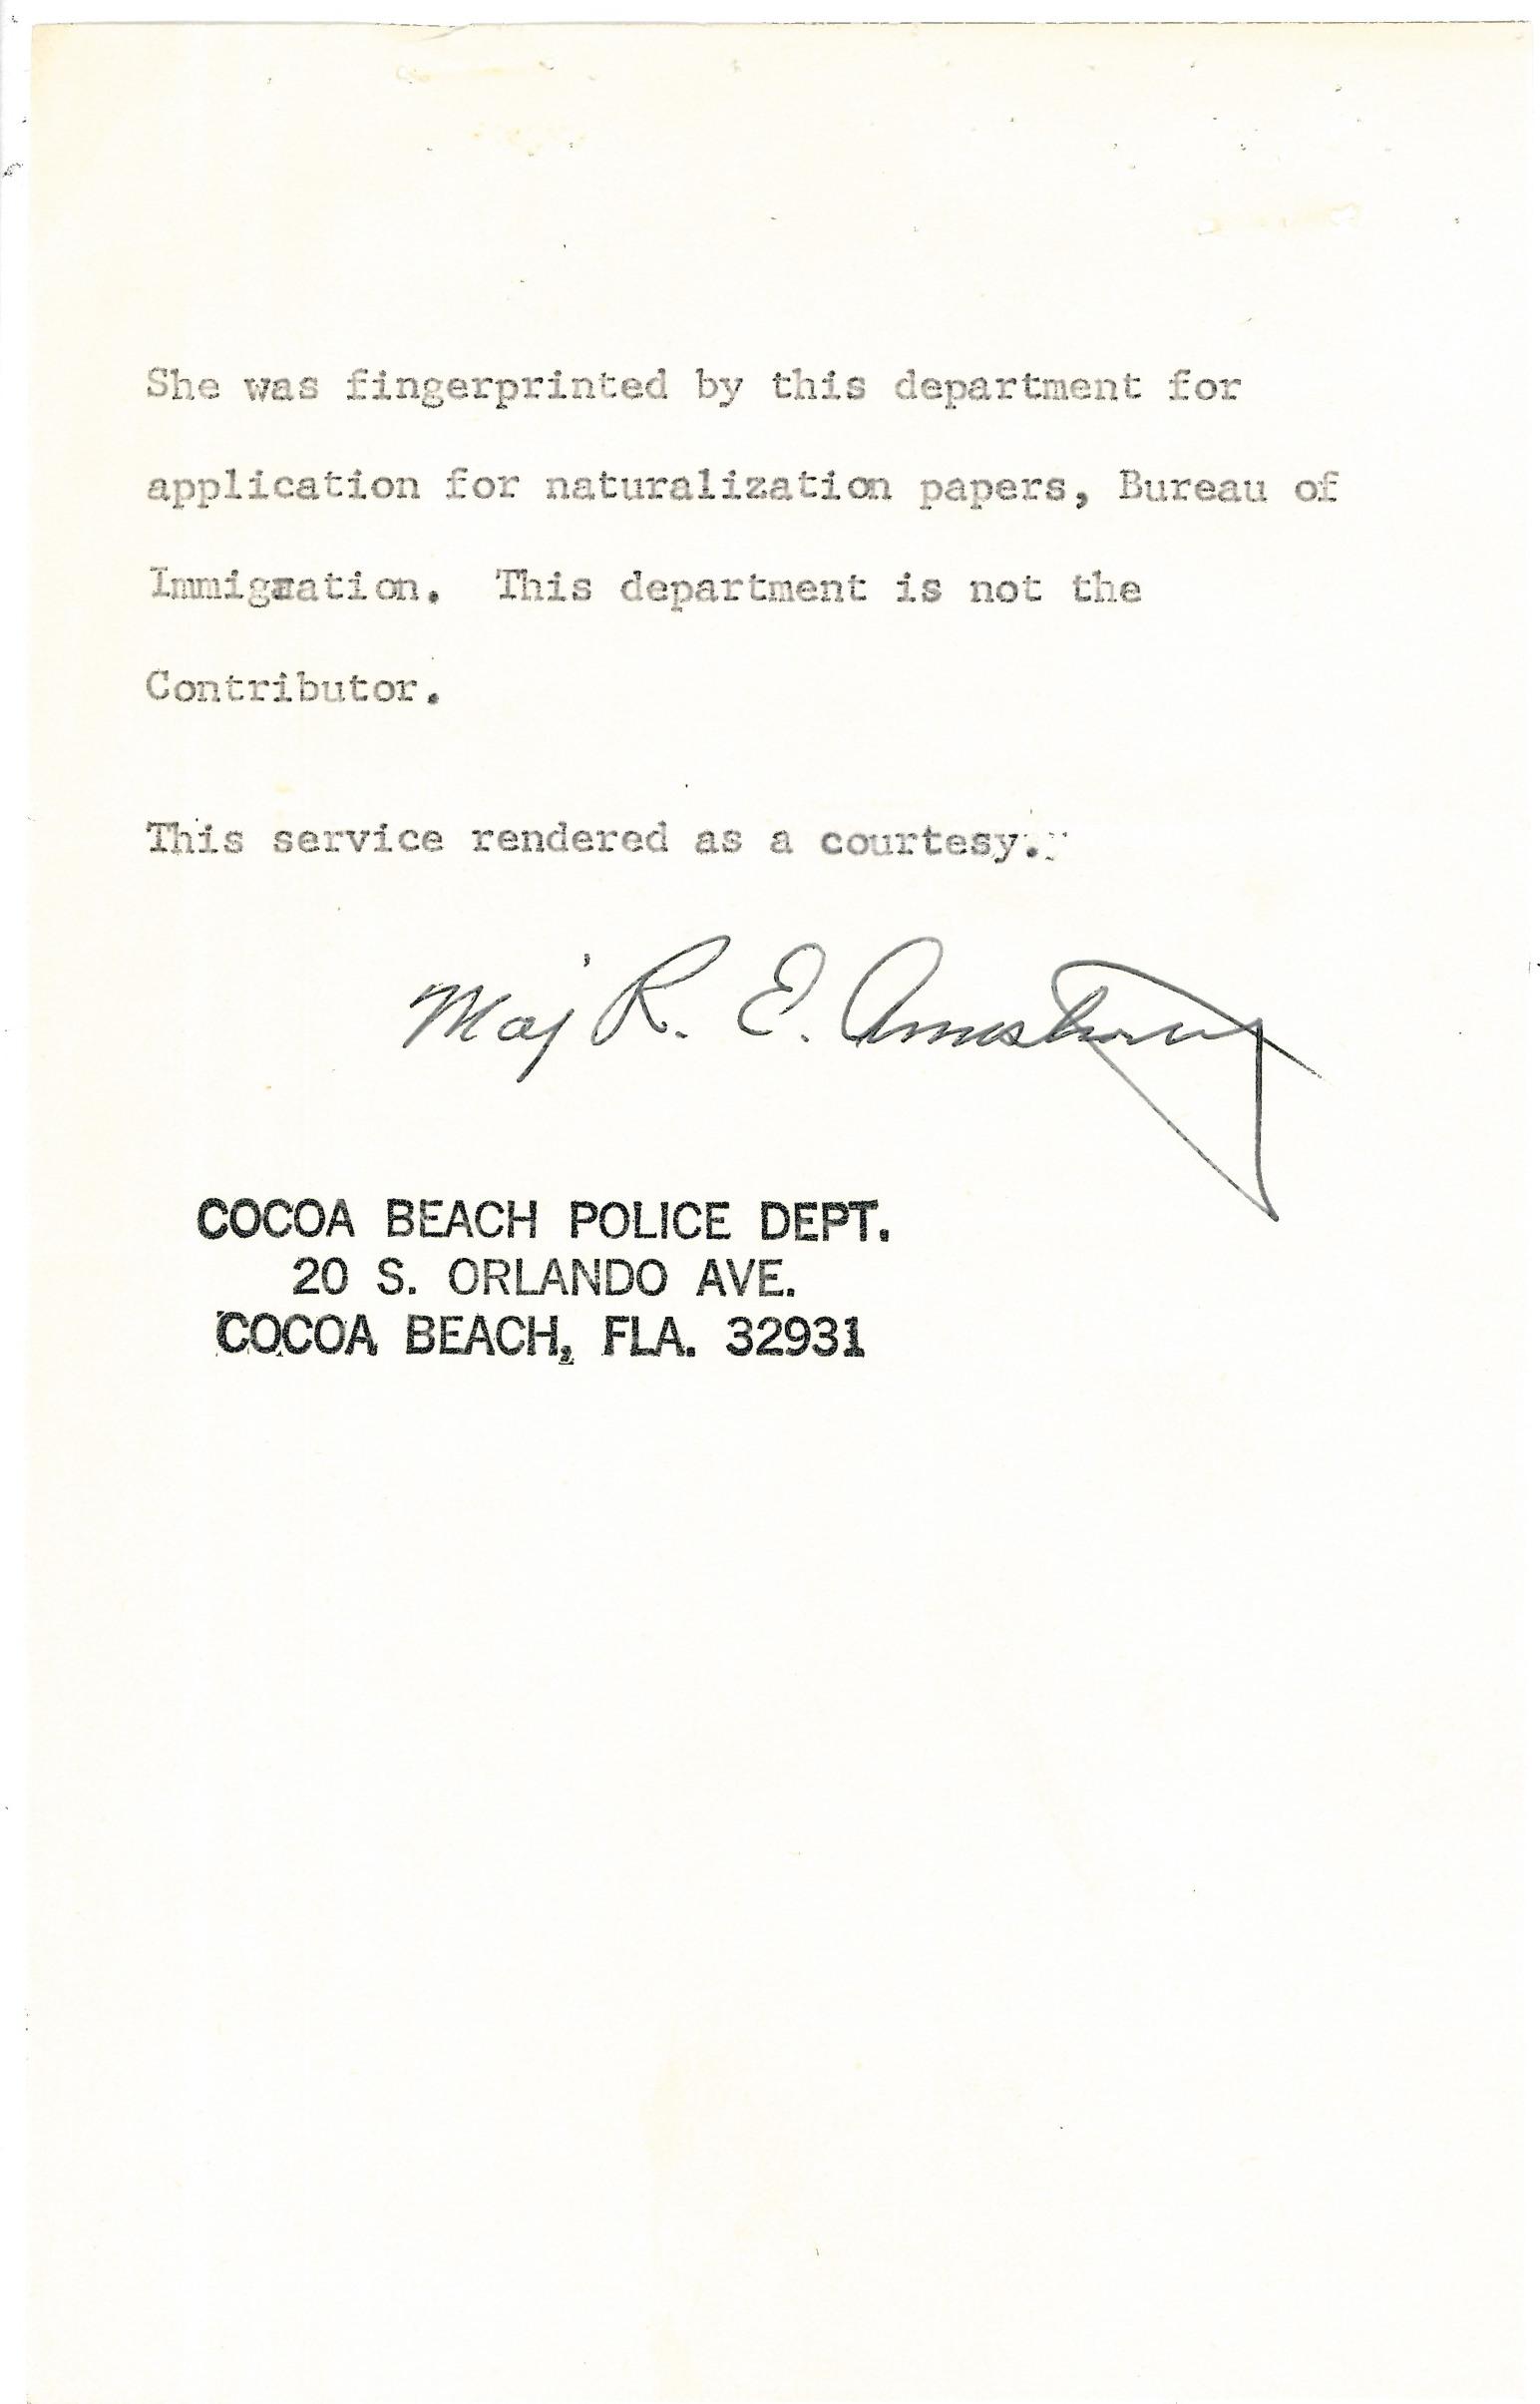 She was fingerprinted by this department for
application for naturalization papers, Bureau of
Immigration. This department is not the
Contributor.
This service rendered as a courtesy.
Maj R. E. Armstrong
COCOA BEACH POLICE DEPT.
20 S. ORLANDO AVE.
COCOA BEACH, FLA. 32931